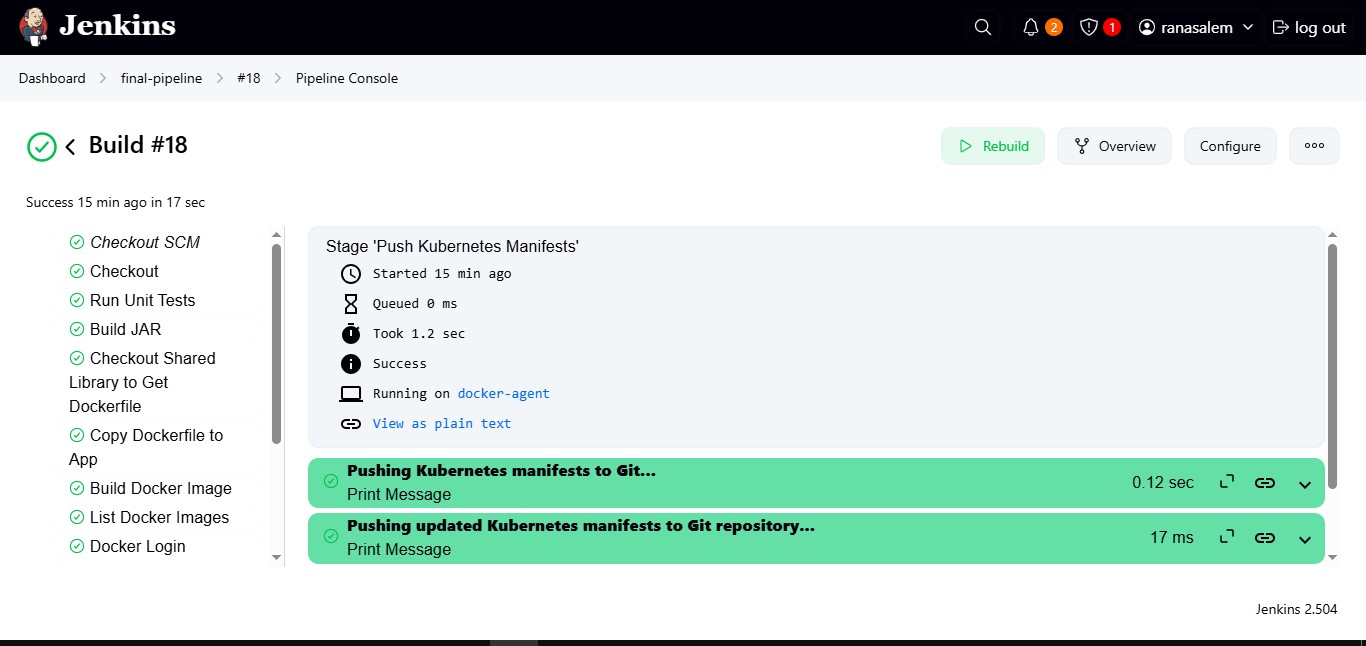 Jenkins
2
1
ranasalem
log out
Dashboard
final-pipeline
#18
Pipeline Console
Build #18
Rebuild
Overview
Configure
Success 15 min ago in 17 sec
Checkout SCM
Checkout
Run Unit Tests
Build JAR
Checkout Shared
Library to Get
Dockerfile
Copy Dockerfile to
App
Build Docker Image
List Docker Images
Docker Login
Stage 'Push Kubernetes Manifests'
Started 15 min ago
Queued 0 ms
Took 1.2 sec
Success
Running on docker-agent
View as plain text
Pushing Kubernetes manifests to Git...
Print Message
0.12 sec
Pushing updated Kubernetes manifests to Git repository...
Print Message
17 ms
Jenkins 2.504